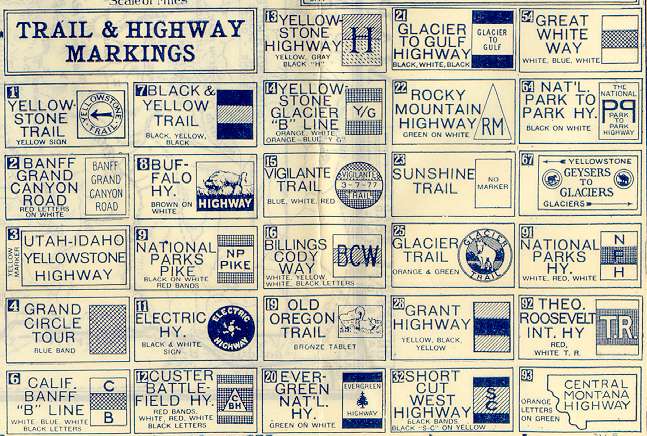 Scale of Miles
TRAIL & HIGHWAY
MARKINGS
1
YELLOW-
STONE
TRAIL
YELLOW SIGN
YELLOWSTONE
TRAIL
2
BANFF
GRAND
CANYON
ROAD
RED LETTERS
ON WHITE
BANFF
GRAND
CANYON
ROAD
3
YELLOW
MARKER
UTAH-IDAHO
YELLOWSTONE
HIGHWAY
4
GRAND
CIRCLE
TOUR
BLUE BAND
6
CALIF.
BANFF
"B" LINE
WHITE, BLUE, WHITE
BLACK LETTERS
C
B
7
BLACK &
YELLOW
TRAIL
BLACK, YELLOW,
BLACK
8
BUF-
FALO
HY.
BROWN ON
WHITE
HIGHWAY
9
NATIONAL
PARKS
PIKE
BLACK ON WHITE
RED BANDS
NP
PIKE
11
ELECTRIC
HY.
BLACK & WHITE
SIGN
ELECTRIC
HIGHWAY
12
CUSTER
BATTLE-
FIELD HY.
RED BANDS
WHITE, RED, WHITE
BLACK LETTERS
C
BH
13
YELLOW-
STONE
HIGHWAY
YELLOW, GRAY
BLACK "H"
H
14
YELLOW-
STONE
GLACIER
"B" LINE
ORANGE, WHITE,
ORANGE-BLUE Y-G
Y/G
15
VIGILANTE
TRAIL
BLUE, WHITE, RED
VIGILANTE
3-7-77
TRAIL
16
BILLINGS
CODY
WAY
WHITE, YELLOW
WHITE, BLACK LETTERS
BCW
19
OLD
OREGON
TRAIL
BRONZE TABLET
20
EVER-
GREEN
NAT'L.
HY.
GREEN ON WHITE
EVERGREEN
HIGHWAY
21
GLACIER
TO GULF
HIGHWAY
BLACK, WHITE, BLACK
GLACIER
TO
GULF
22
ROCKY
MOUNTAIN
HIGHWAY
GREEN ON WHITE
RM
23
SUNSHINE
TRAIL
NO
MARKER
25
GLACIER
TRAIL
ORANGE & GREEN
GLACIER
TRAIL
28
GRANT
HIGHWAY
YELLOW, BLACK,
YELLOW
32
SHORT
CUT
WEST
HIGHWAY
BLUE BANDS
BLACK "S-C" ON YELLOW
54
GREAT
WHITE
WAY
WHITE, BLUE, WHITE
64
NAT'L.
PARK TO
PARK HY.
BLACK ON WHITE
THE
NATIONAL
PARK
TO
PARK
HIGHWAY
67
YELLOWSTONE
GEYSERS
TO
GLACIERS
GLACIERS
91
NATIONAL
PARKS
HY.
WHITE, RED, WHITE
N
P
H
92
THEO.
ROOSEVELT
INT. HY
RED,
WHITE T. R.
TR
93
ORANGE
LETTERS
ON GREEN
CENTRAL
MONTANA
HIGHWAY